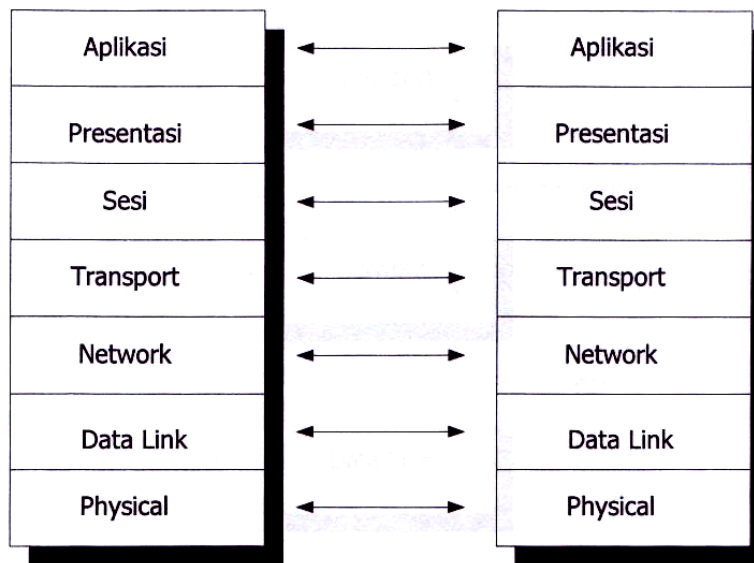 Aplikasi Aplikasi
Presentasi Presentasi
Sesi Sesi
Transport Transport
Network Network
Data Link Data Link
Physical Physical